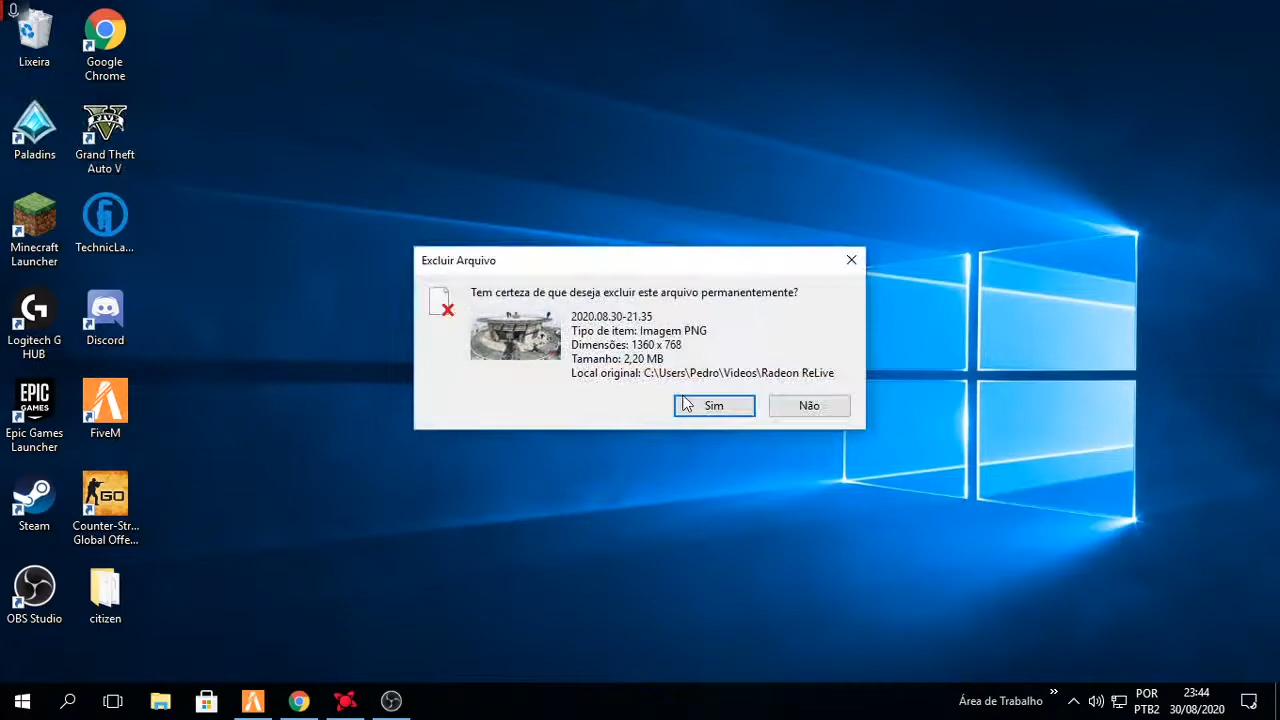 Lixeira
Google
Chrome
Paladins
Grand Theft
Auto V
Minecraft
Launcher
TechnicLa...
Logitech G
HUB
Discord
EPIC
GAMES
Epic Games
Launcher
FiveM
Steam
GO
Counter-Str...
Global Offe...
OBS Studio
citizen
Excluir Arquivo
Tem certeza de que deseja excluir este arquivo permanentemente?
2020.08.30-21.35
Tipo de item: Imagem PNG
Dimensões: 1360 x 768
Tamanho: 2,20 MB
Local original: C:\Users\Pedro\Videos\Radeon ReLive
Sim
Não
Área de Trabalho
POR
PTB2
23:44
30/08/2020